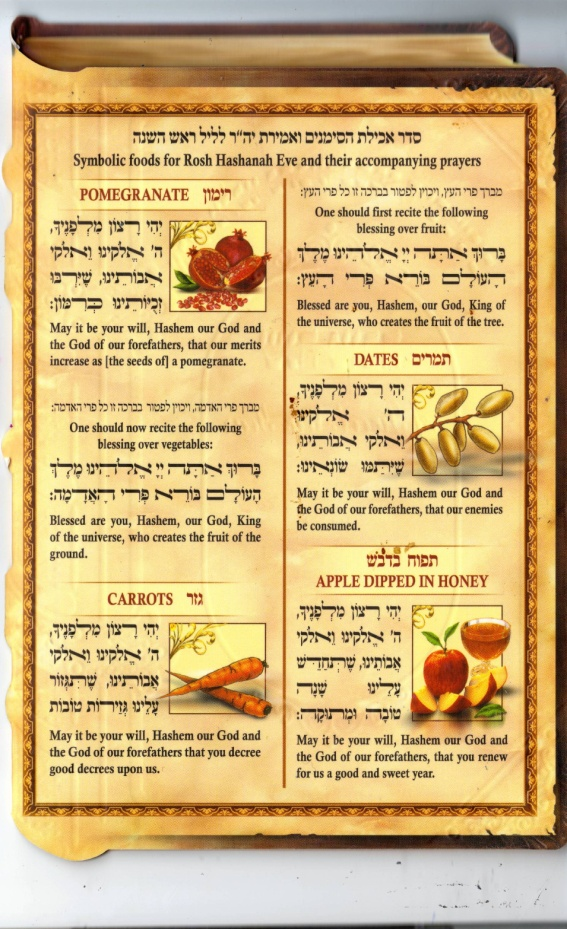 סדר אכילת הסימנים ואמירת יה"ר לליל ראש השנה
Symbolic foods for Rosh Hashanah Eve and their accompanying prayers
מברך פרי העץ, ויכוין לפטור בברכה זו כל פרי העץ:
One should first recite the following
blessing over fruit:
בָּרוּךְ אַתָּה יְיָ אֱלֹהֵינוּ מֶלֶךְ
הָעוֹלָם בּוֹרֵא פְּרִי הָעֵץ:
Blessed are you, Hashem, our God, King of
the universe, who creates the fruit of the tree.
DATES תמרים
יְהִי רָצוֹן מִלְּפָנֶיךָ,
ה' אֱלֹקֵינוּ
וֵאלֹקֵי אֲבוֹתֵינוּ,
שֶׁיִּתַּמּוּ שׂוֹנְאֵינוּ:
May it be your will, Hashem our God and
the God of our forefathers, that our enemies
be consumed.
תפוח בדבש
APPLE DIPPED IN HONEY
יְהִי רָצוֹן מִלְּפָנֶיךָ,
ה' אֱלֹקֵינוּ וֵאלֹקֵי
אֲבוֹתֵינוּ, שֶׁתְּחַדֵּשׁ
עָלֵינוּ שָׁנָה
טוֹבָה וּמְתוּקָה:
May it be your will, Hashem our God and
the God of our forefathers, that you renew
for us a good and sweet year.
POMEGRANATE רימון
יְהִי רָצוֹן מִלְּפָנֶיךָ,
ה' אֱלֹקֵינוּ וֵאלֹקֵי
אֲבוֹתֵינוּ, שֶׁיִּרְבּוּ
זְכֻיּוֹתֵינוּ כְּרִמּוֹן:
May it be your will, Hashem our God and
the God of our forefathers, that our merits
increase as [the seeds of] a pomegranate.
מברך פרי האדמה, ויכוין לפטור בברכה זו כל פרי האדמה:
One should now recite the following
blessing over vegetables:
בָּרוּךְ אַתָּה יְיָ אֱלֹהֵינוּ מֶלֶךְ
הָעוֹלָם בּוֹרֵא פְּרִי הָאֲדָמָה:
Blessed are you, Hashem, our God, King
of the universe, who creates the fruit of the
ground.
CARROTS גזר
יְהִי רָצוֹן מִלְּפָנֶיךָ,
ה' אֱלֹקֵינוּ וֵאלֹקֵי
אֲבוֹתֵינוּ, שֶׁתִּגְזוֹר
עָלֵינוּ גְּזֵירוֹת טוֹבוֹת
May it be your will, Hashem our God and
the God of our forefathers that you decree
good decrees upon us.